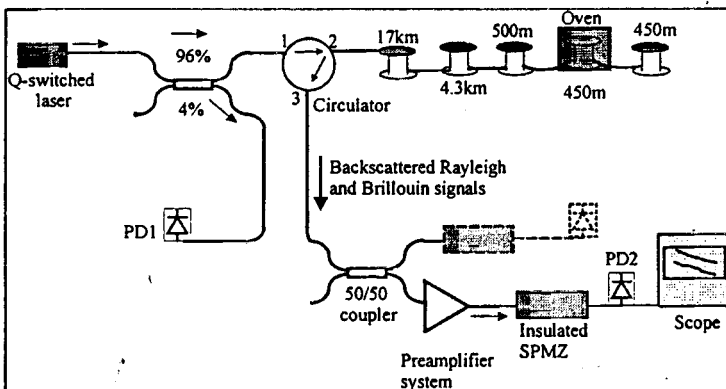 Q-switched
laser
96%
4%
1
2
3
Circulator
17km
4.3km
500m
Oven
450m
450m
Backscattered Rayleigh
and Brillouin signals
PD1
50/50
coupler
Preamplifier
system
Insulated
SPMZ
PD2
Scope